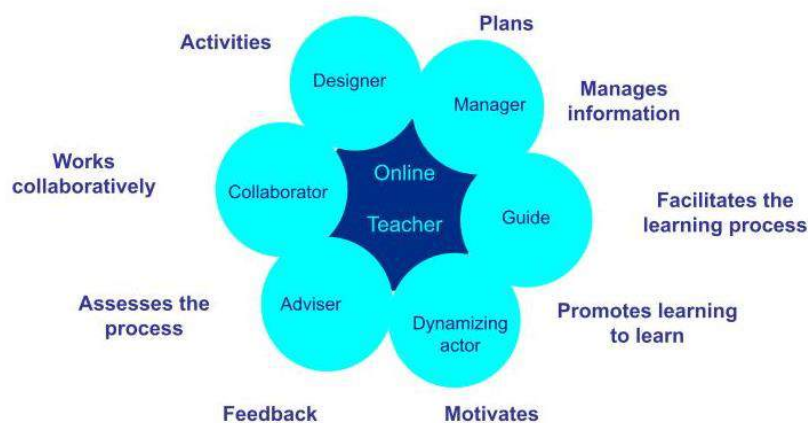 Plans
Activities
Designer
Manager
Manages
information
Online
Teacher
Works
collaboratively
Collaborator
Guide
Facilitates the
learning process
Assesses the
process
Adviser
Dynamizing
actor
Promotes learning
to learn
Feedback
Motivates